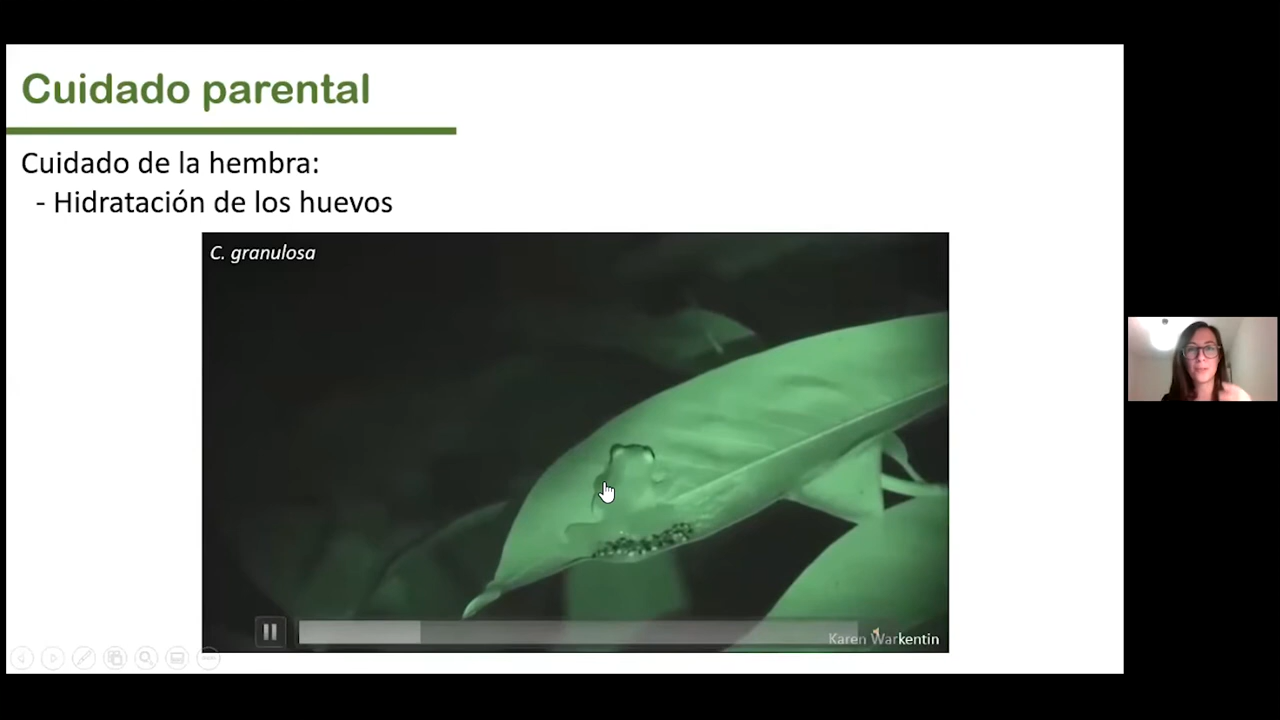 Cuidado parental
Cuidado de la hembra:
- Hidratación de los huevos
C. granulosa
Karen Warkentin